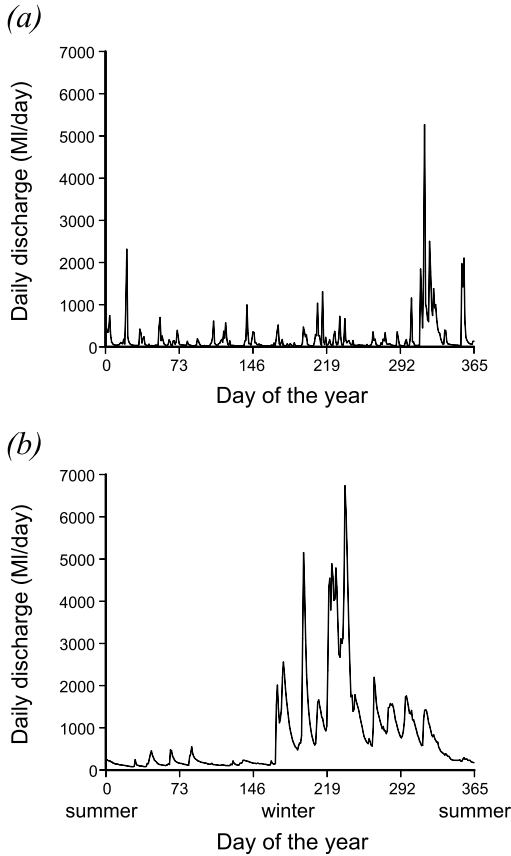 (a)
7000
6000
5000
4000
3000
2000
1000
0
Daily discharge (Ml/day)
0 73 146 219 292 365
Day of the year
(b)
7000
6000
5000
4000
3000
2000
1000
0
Daily discharge (Ml/day)
0 73 146 219 292 365
summer winter summer
Day of the year